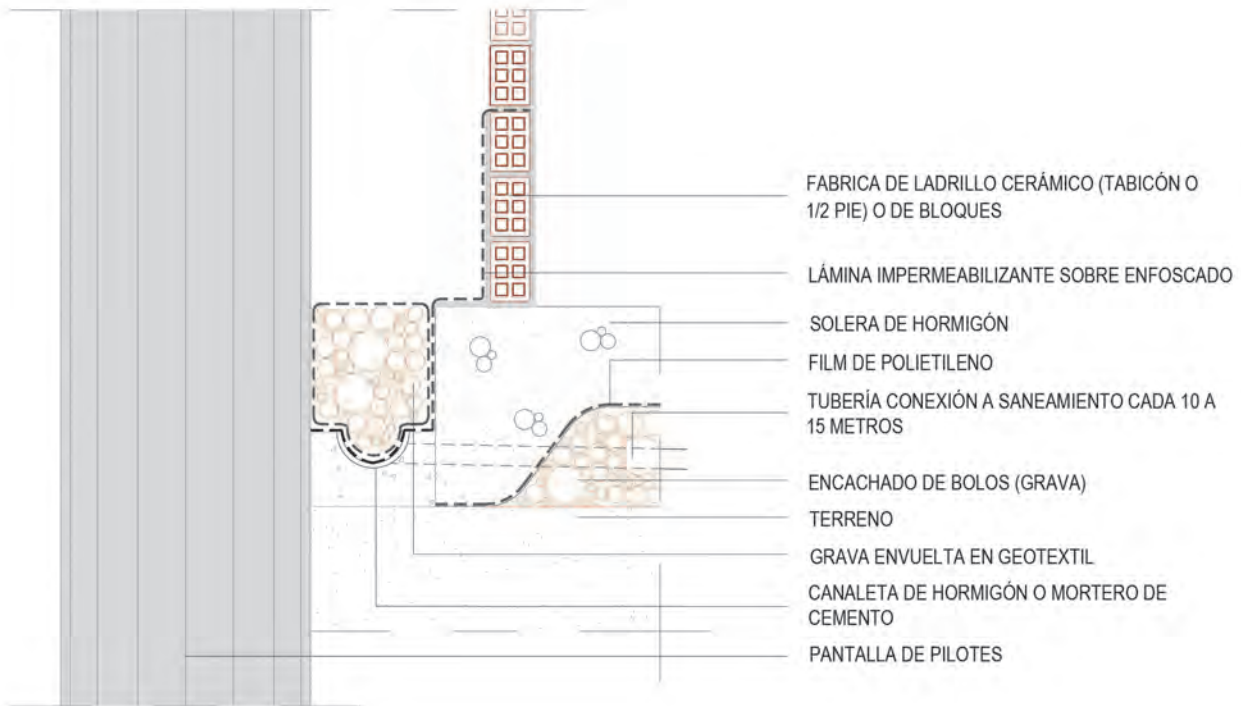 FABRICA DE LADRILLO CERÁMICO (TABICÓN O
1/2 PIE) O DE BLOQUES
LÁMINA IMPERMEABILIZANTE SOBRE ENFOSCADO
SOLERA DE HORMIGÓN
FILM DE POLIETILENO
TUBERÍA CONEXIÓN A SANEAMIENTO CADA 10 A
15 METROS
ENCACHADO DE BOLOS (GRAVA)
TERRENO
GRAVA ENVUELTA EN GEOTEXTIL
CANALETA DE HORMIGÓN O MORTERO DE
CEMENTO
PANTALLA DE PILOTES